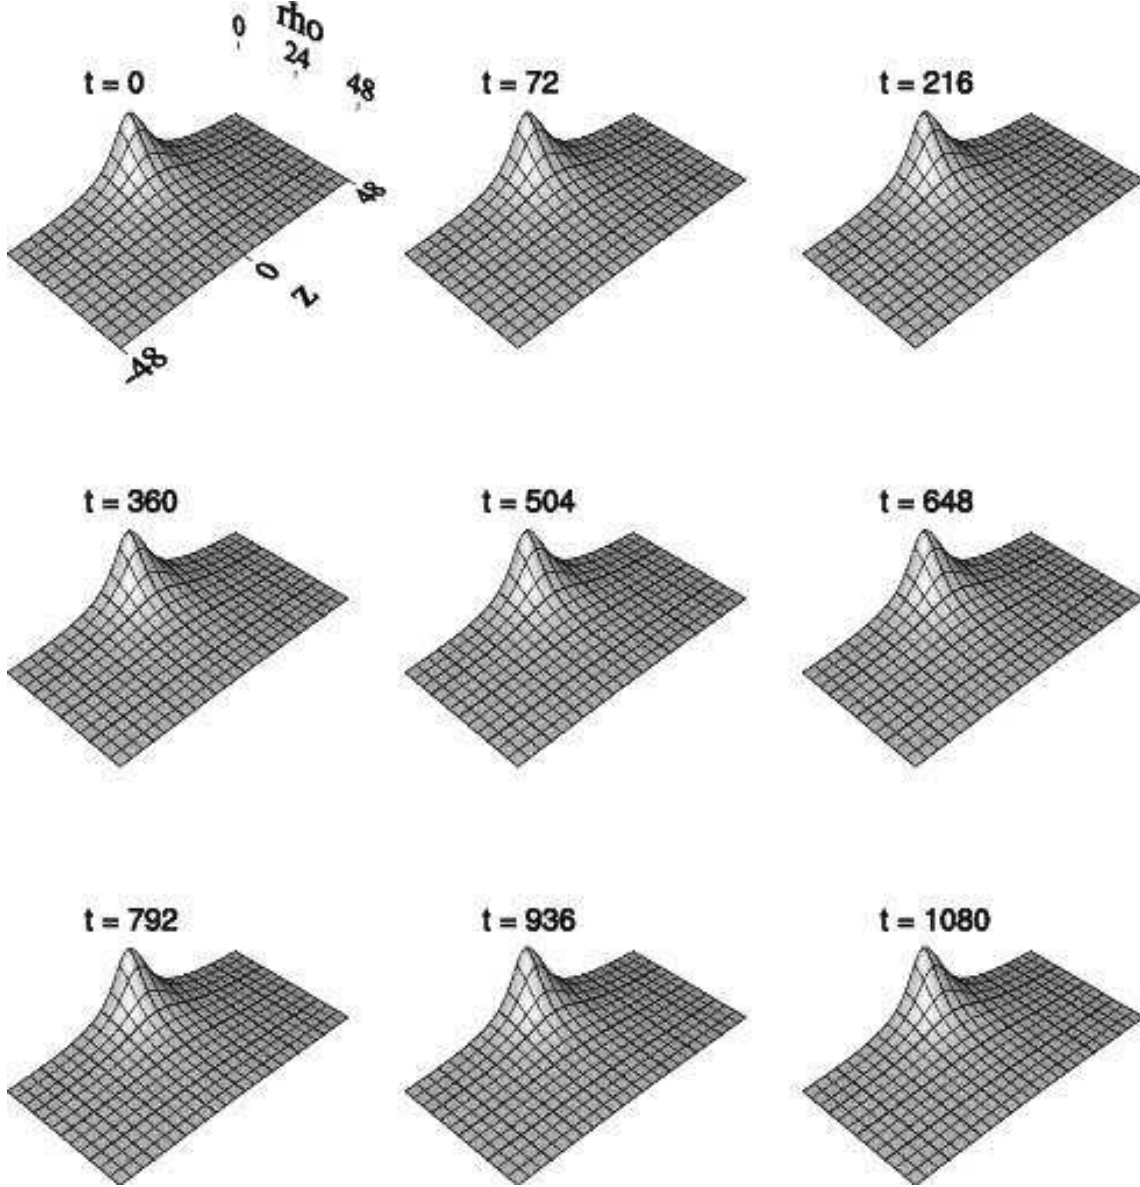 0 rho
24
48
t = 0
t = 72
t = 216
48
0
z
-48
t = 360
t = 504
t = 648
t = 792
t = 936
t = 1080